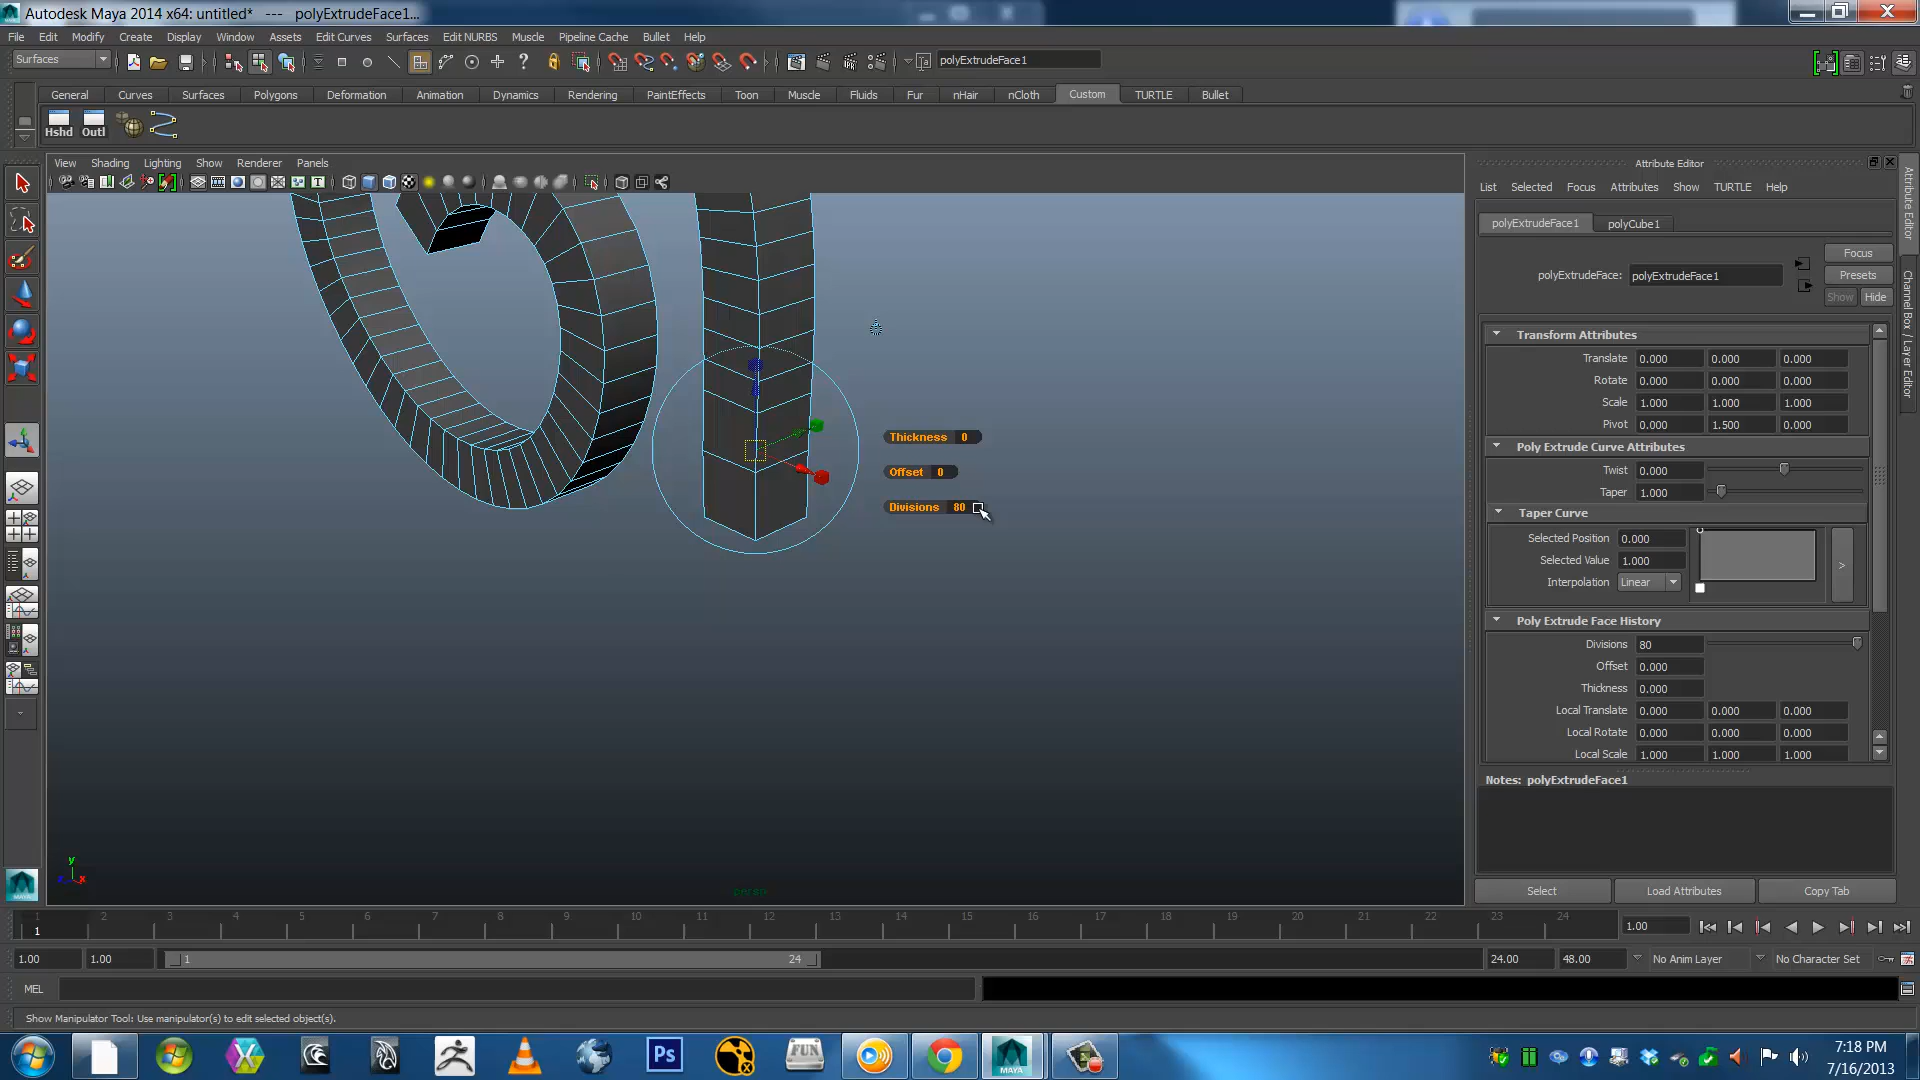 Autodesk Maya 2014 x64: untitled*   ---   polyExtrudeFace1...
File Edit Modify Create Display Window Assets Edit Curves Surfaces Edit NURBS Muscle Pipeline Cache Bullet Help
Surfaces polyExtrudeFace1
General Curves Surfaces Polygons Deformation Animation Dynamics Rendering PaintEffects Toon Muscle Fluids Fur nHair nCloth Custom TURTLE Bullet
Hshd Outl
View Shading Lighting Show Renderer Panels
Thickness 0
Offset 0
Divisions 80
y
x
persp
Attribute Editor
List Selected Focus Attributes Show TURTLE Help
polyExtrudeFace1 polyCube1
Focus
polyExtrudeFace: polyExtrudeFace1 Presets
Show Hide
Transform Attributes
Translate 0.000 0.000 0.000
Rotate 0.000 0.000 0.000
Scale 1.000 1.000 1.000
Pivot 0.000 1.500 0.000
Poly Extrude Curve Attributes
Twist 0.000
Taper 1.000
Taper Curve
Selected Position 0.000
Selected Value 1.000
Interpolation Linear
>
Poly Extrude Face History
Divisions 80
Offset 0.000
Thickness 0.000
Local Translate 0.000 0.000 0.000
Local Rotate 0.000 0.000 0.000
Local Scale 1.000 1.000 1.000
Notes: polyExtrudeFace1
Select Load Attributes Copy Tab
Attribute Editor
Channel Box / Layer Editor
1 2 3 4 5 6 7 8 9 10 11 12 13 14 15 16 17 18 19 20 21 22 23 24
1 1.00
1.00 1.00 1 24 24.00 48.00 No Anim Layer No Character Set
MEL
Show Manipulator Tool: Use manipulator(s) to edit selected object(s).
MAYA
Ps
FUN
MAYA
7:18 PM
7/16/2013